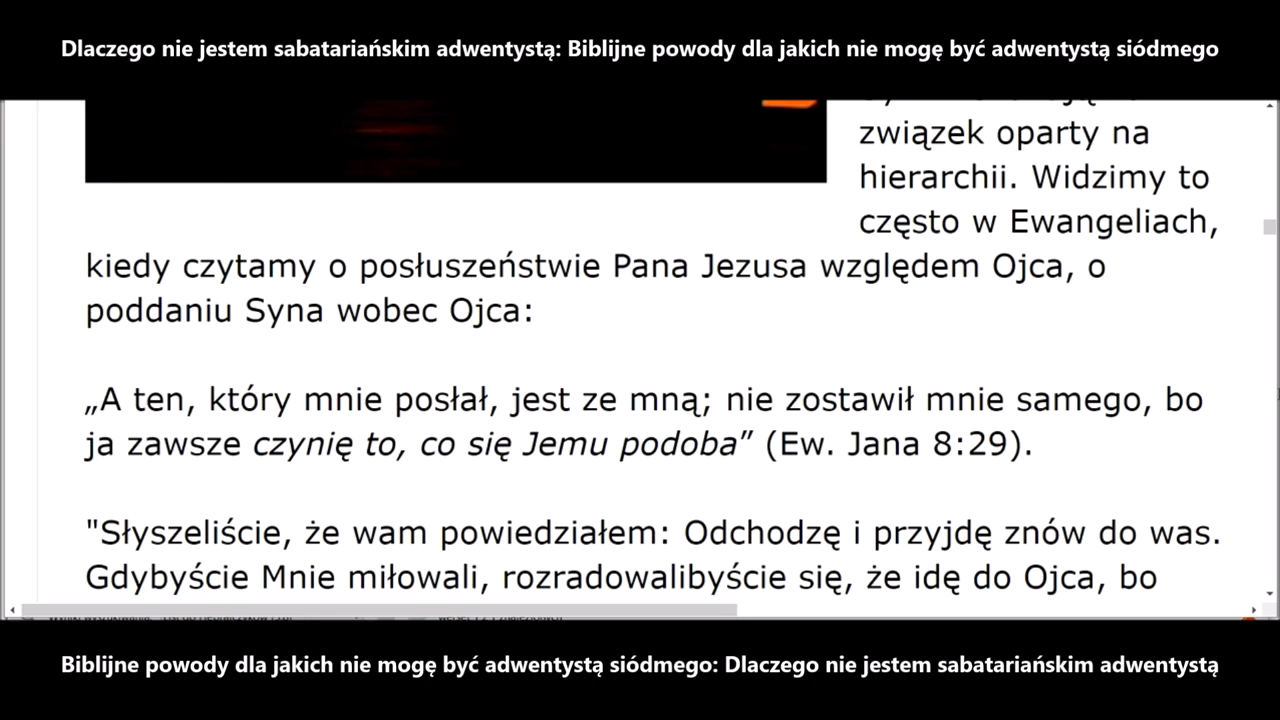 Dlaczego nie jestem sabatariańskim adwentystą: Biblijne powody dla jakich nie mogę być adwentystą siódmego
związek oparty na
hierarchii. Widzimy to
często w Ewangeliach,
kiedy czytamy o posłuszeństwie Pana Jezusa względem Ojca, o
poddaniu Syna wobec Ojca:
„A ten, który mnie posłał, jest ze mną; nie zostawił mnie samego, bo
ja zawsze czynię to, co się Jemu podoba” (Ew. Jana 8:29).
"Słyszeliście, że wam powiedziałem: Odchodzę i przyjdę znów do was.
Gdybyście Mnie miłowali, rozradowalibyście się, że idę do Ojca, bo
Biblijne powody dla jakich nie mogę być adwentystą siódmego: Dlaczego nie jestem sabatariańskim adwentystą